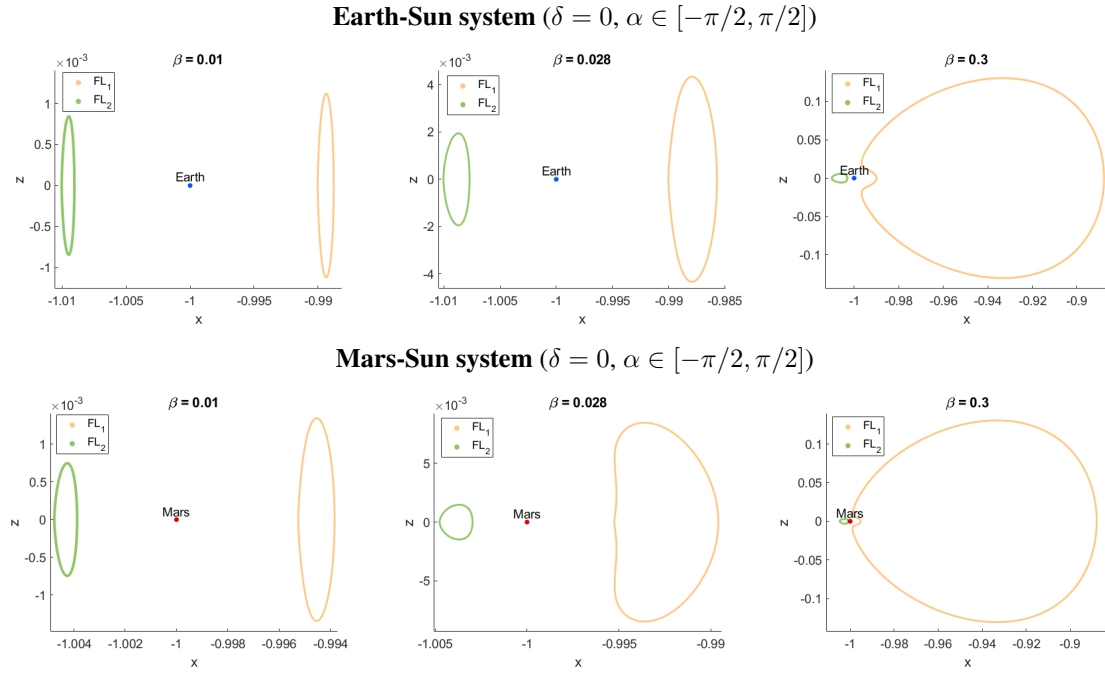 Earth-Sun system (δ = 0, α ∈ [−π/2, π/2])
×10⁻³
β = 0.01
FL₁
FL₂
1
0.5
0
-0.5
-1
z
Earth
-1.01
-1.005
-1
-0.995
-0.99
x
×10⁻³
β = 0.028
FL₁
FL₂
4
2
0
-2
-4
z
Earth
-1.01
-1.005
-1
-0.995
-0.99
-0.985
x
β = 0.3
FL₁
FL₂
0.1
0.05
0
-0.05
-0.1
z
Earth
-1
-0.98
-0.96
-0.94
-0.92
-0.9
x
Mars-Sun system (δ = 0, α ∈ [−π/2, π/2])
×10⁻³
β = 0.01
FL₁
FL₂
1
0.5
0
-0.5
-1
z
Mars
-1.004
-1.002
-1
-0.998
-0.996
-0.994
x
×10⁻³
β = 0.028
FL₁
FL₂
5
0
-5
z
Mars
-1.005
-1
-0.995
-0.99
x
β = 0.3
FL₁
FL₂
0.1
0.05
0
-0.05
-0.1
z
Mars
-1
-0.98
-0.96
-0.94
-0.92
-0.9
x